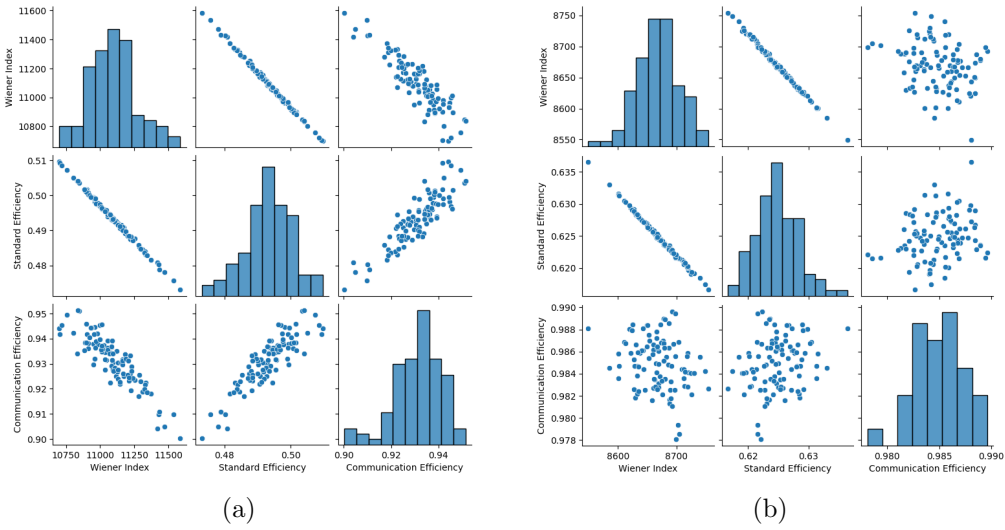 11600
11400
11200
11000
10800
Wiener Index
0.51
0.50
0.49
0.48
Standard Efficiency
0.95
0.94
0.93
0.92
0.91
0.90
Communication Efficiency
10750 11000 11250 11500
Wiener Index
0.48 0.50
Standard Efficiency
0.90 0.92 0.94
Communication Efficiency
(a)
8750
8700
8650
8600
8550
Wiener Index
0.635
0.630
0.625
0.620
Standard Efficiency
0.990
0.988
0.986
0.984
0.982
0.980
0.978
Communication Efficiency
8600 8700
Wiener Index
0.62 0.63
Standard Efficiency
0.980 0.985 0.990
Communication Efficiency
(b)